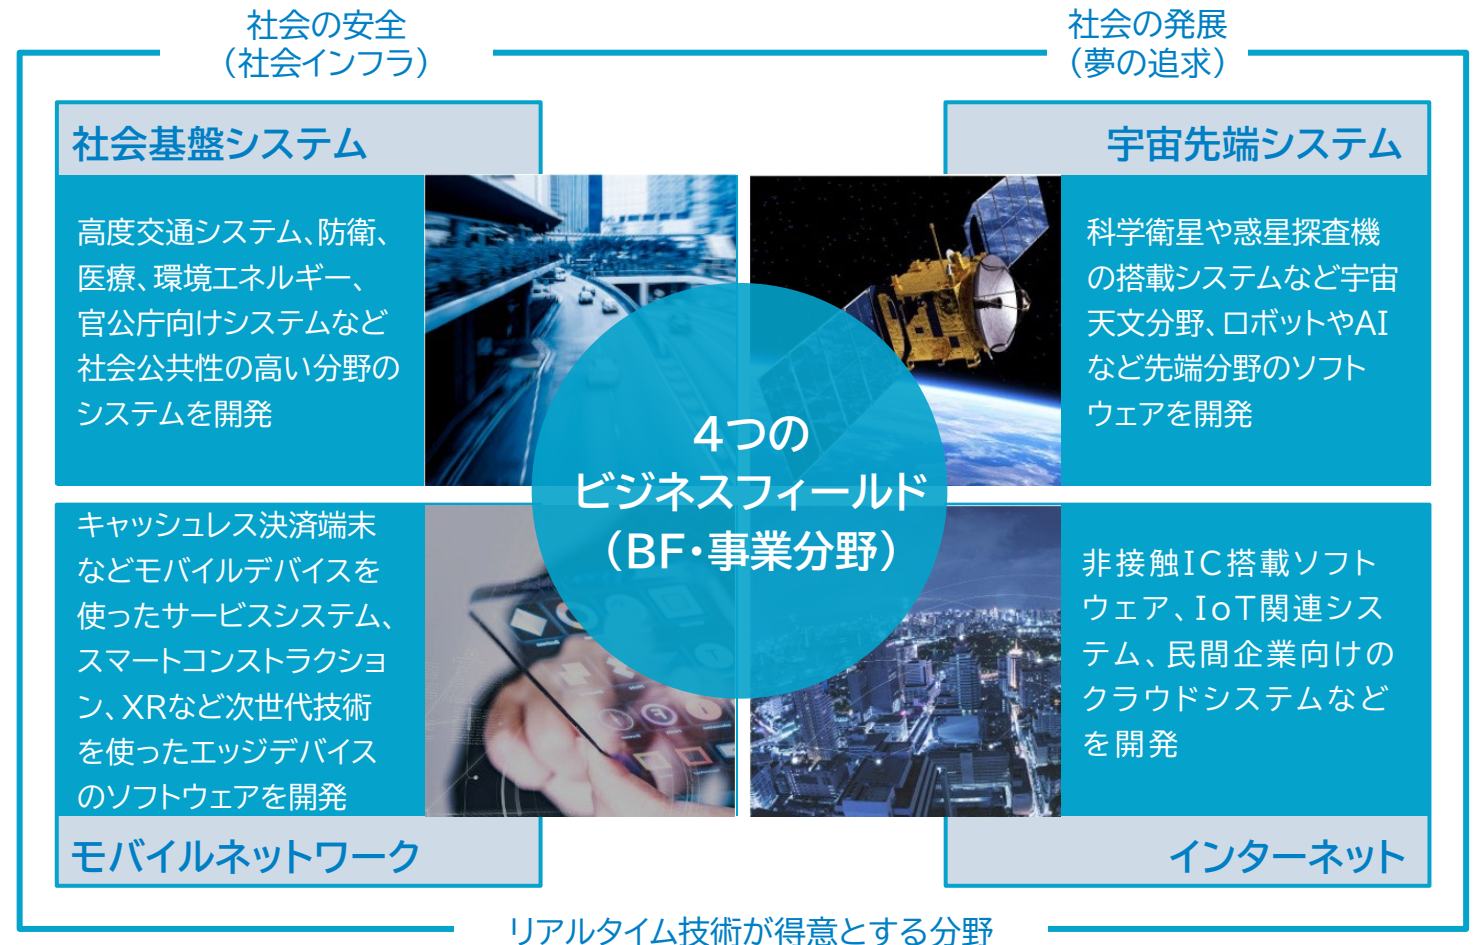 社会の安全
（社会インフラ）
社会の発展
（夢の追求）
社会基盤システム
高度交通システム、防衛、
医療、環境エネルギー、
官公庁向けシステムなど
社会公共性の高い分野の
システムを開発
宇宙先端システム
科学衛星や惑星探査機
の搭載システムなど宇宙
天文分野、ロボットやAI
など先端分野のソフト
ウェアを開発
4つの
ビジネスフィールド
（BF・事業分野）
キャッシュレス決済端末
などモバイルデバイスを
使ったサービスシステム、
スマートコンストラクショ
ン、XRなど次世代技術
を使ったエッジデバイス
のソフトウェアを開発
モバイルネットワーク
非接触IC搭載ソフト
ウェア、IoT関連シス
テム、民間企業向けの
クラウドシステムなど
を開発
インターネット
リアルタイム技術が得意とする分野